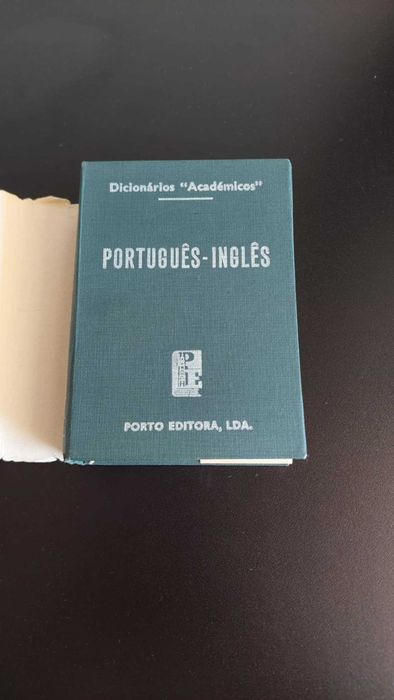 Dicionários "Académicos"
PORTUGUÊS-INGLÊS
PE
PORTO EDITORA, LDA.